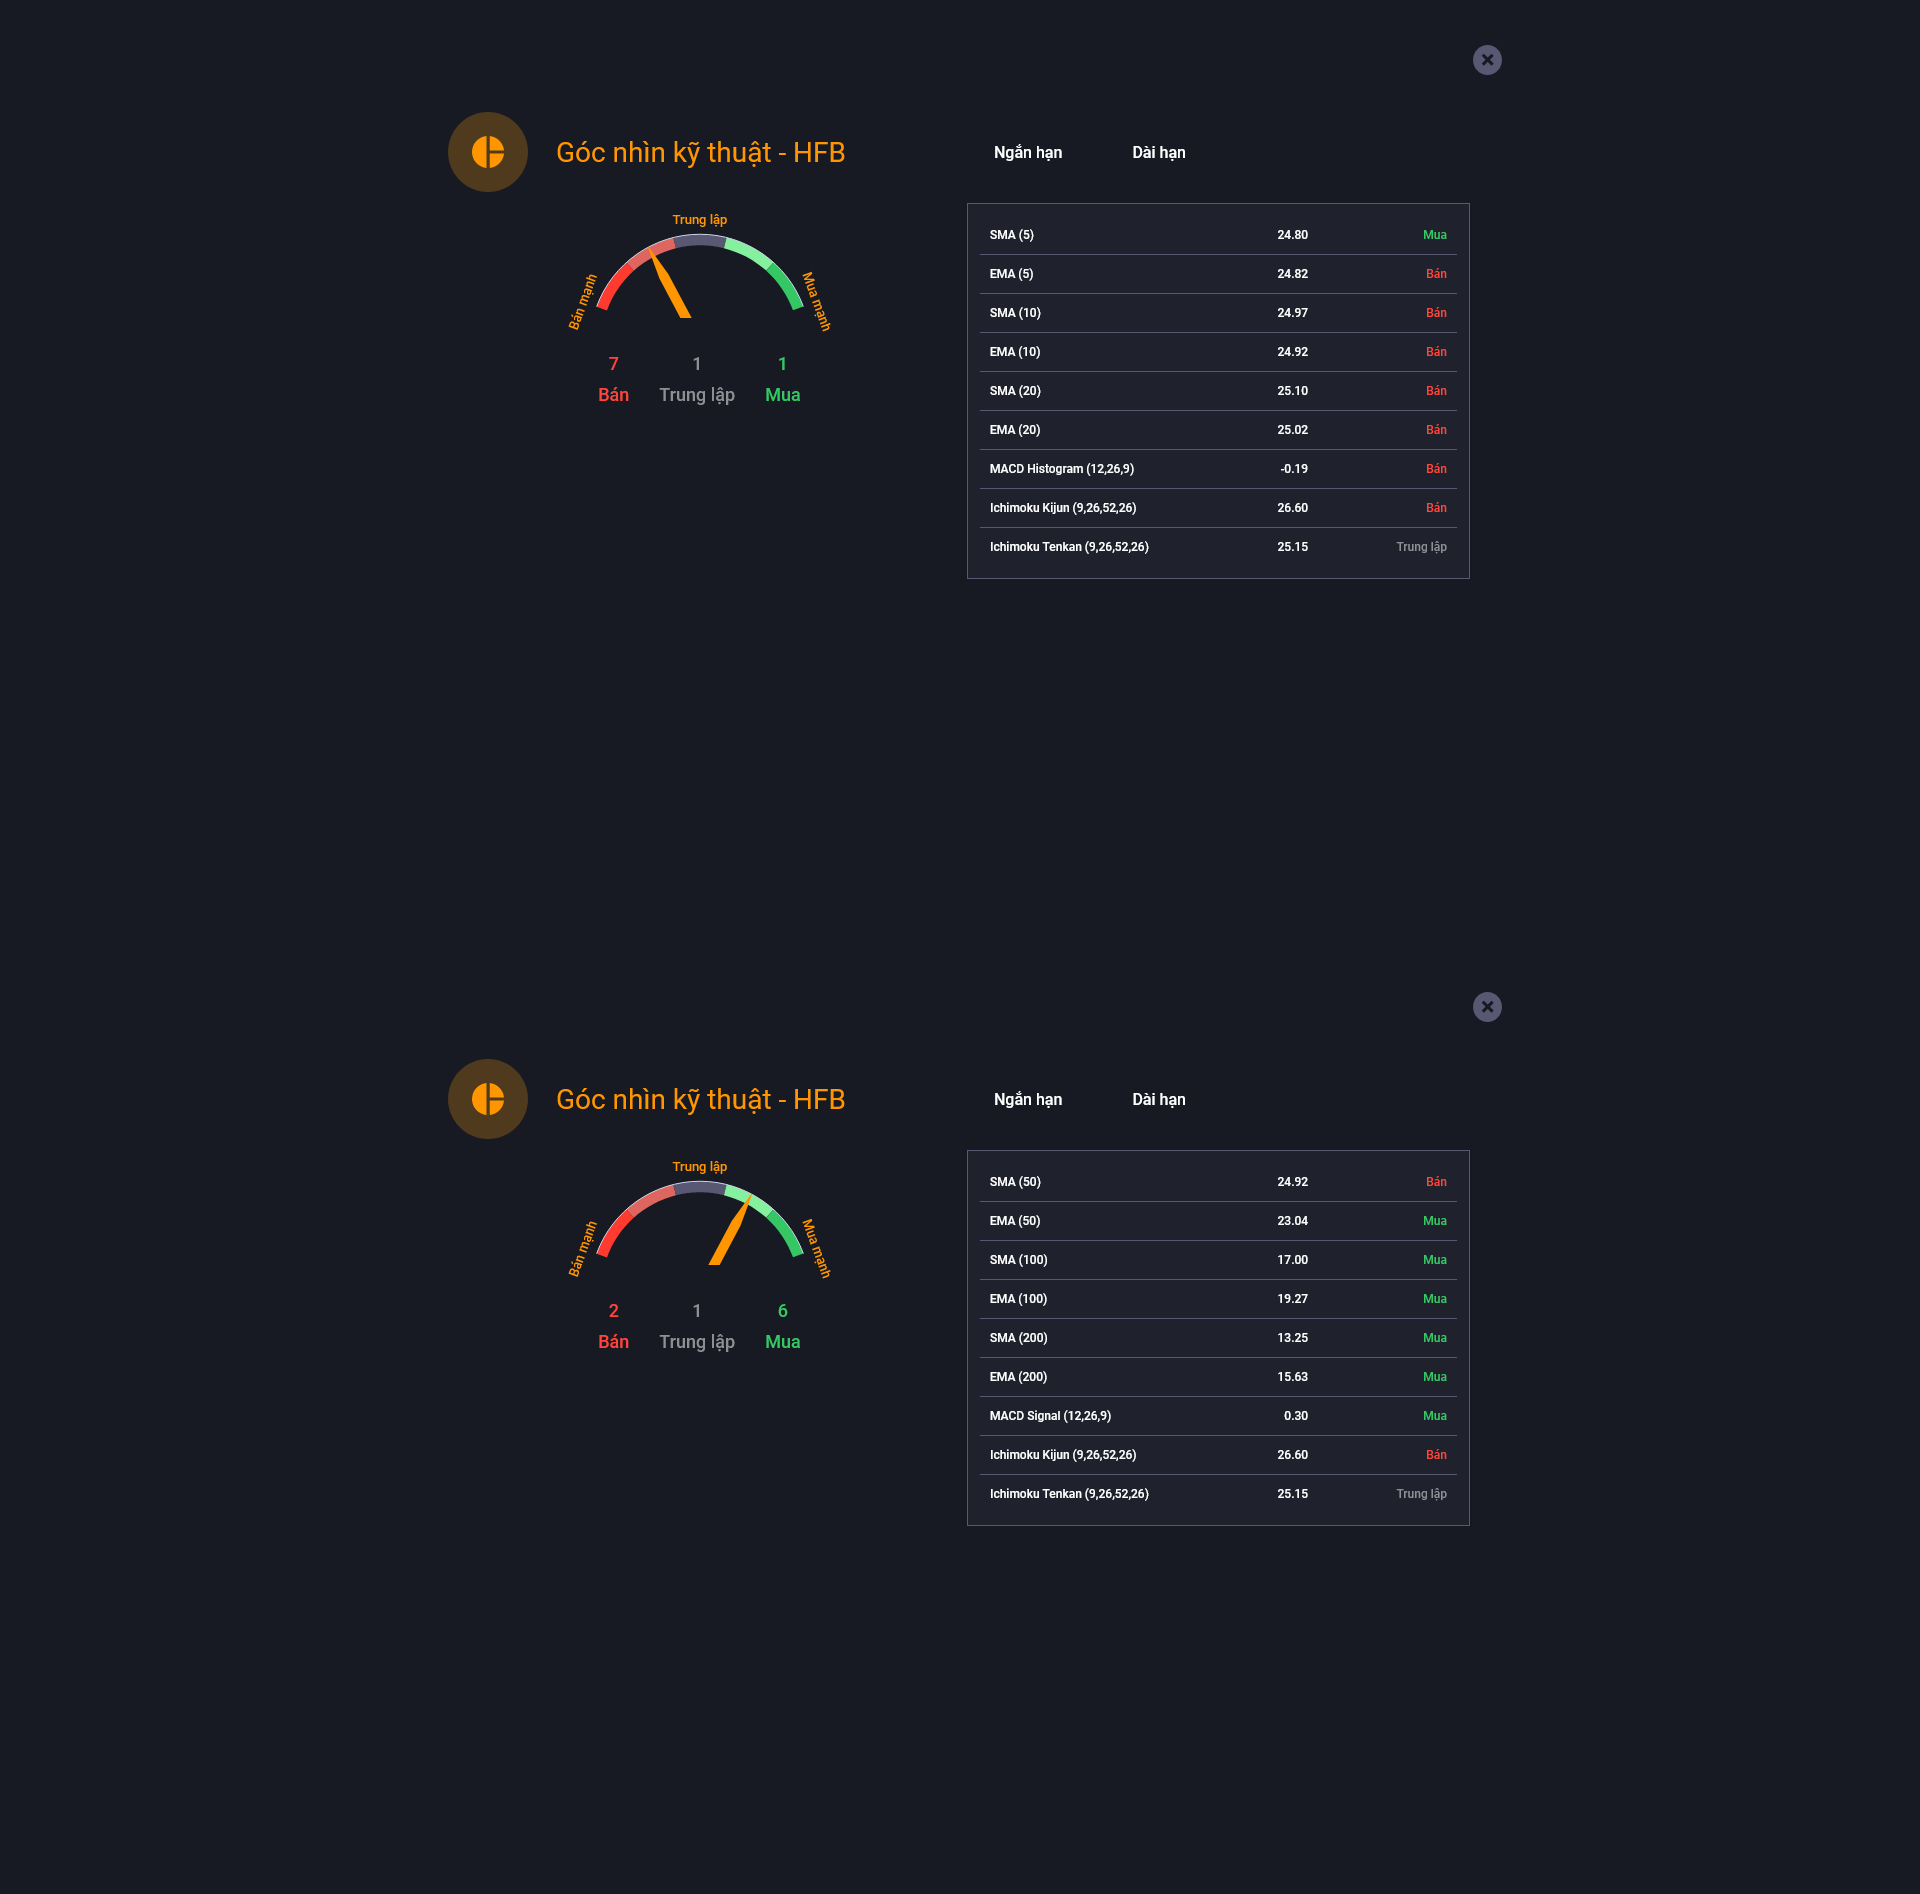 Góc nhìn kỹ thuật - HFB
Ngắn hạn Dài hạn
Trung lập
Bán mạnh
Mua mạnh
7 1 1
Bán Trung lập Mua
SMA (5) 24.80 Mua
EMA (5) 24.82 Bán
SMA (10) 24.97 Bán
EMA (10) 24.92 Bán
SMA (20) 25.10 Bán
EMA (20) 25.02 Bán
MACD Histogram (12,26,9) -0.19 Bán
Ichimoku Kijun (9,26,52,26) 26.60 Bán
Ichimoku Tenkan (9,26,52,26) 25.15 Trung lập
Góc nhìn kỹ thuật - HFB
Ngắn hạn Dài hạn
Trung lập
Bán mạnh
Mua mạnh
2 1 6
Bán Trung lập Mua
SMA (50) 24.92 Bán
EMA (50) 23.04 Mua
SMA (100) 17.00 Mua
EMA (100) 19.27 Mua
SMA (200) 13.25 Mua
EMA (200) 15.63 Mua
MACD Signal (12,26,9) 0.30 Mua
Ichimoku Kijun (9,26,52,26) 26.60 Bán
Ichimoku Tenkan (9,26,52,26) 25.15 Trung lập